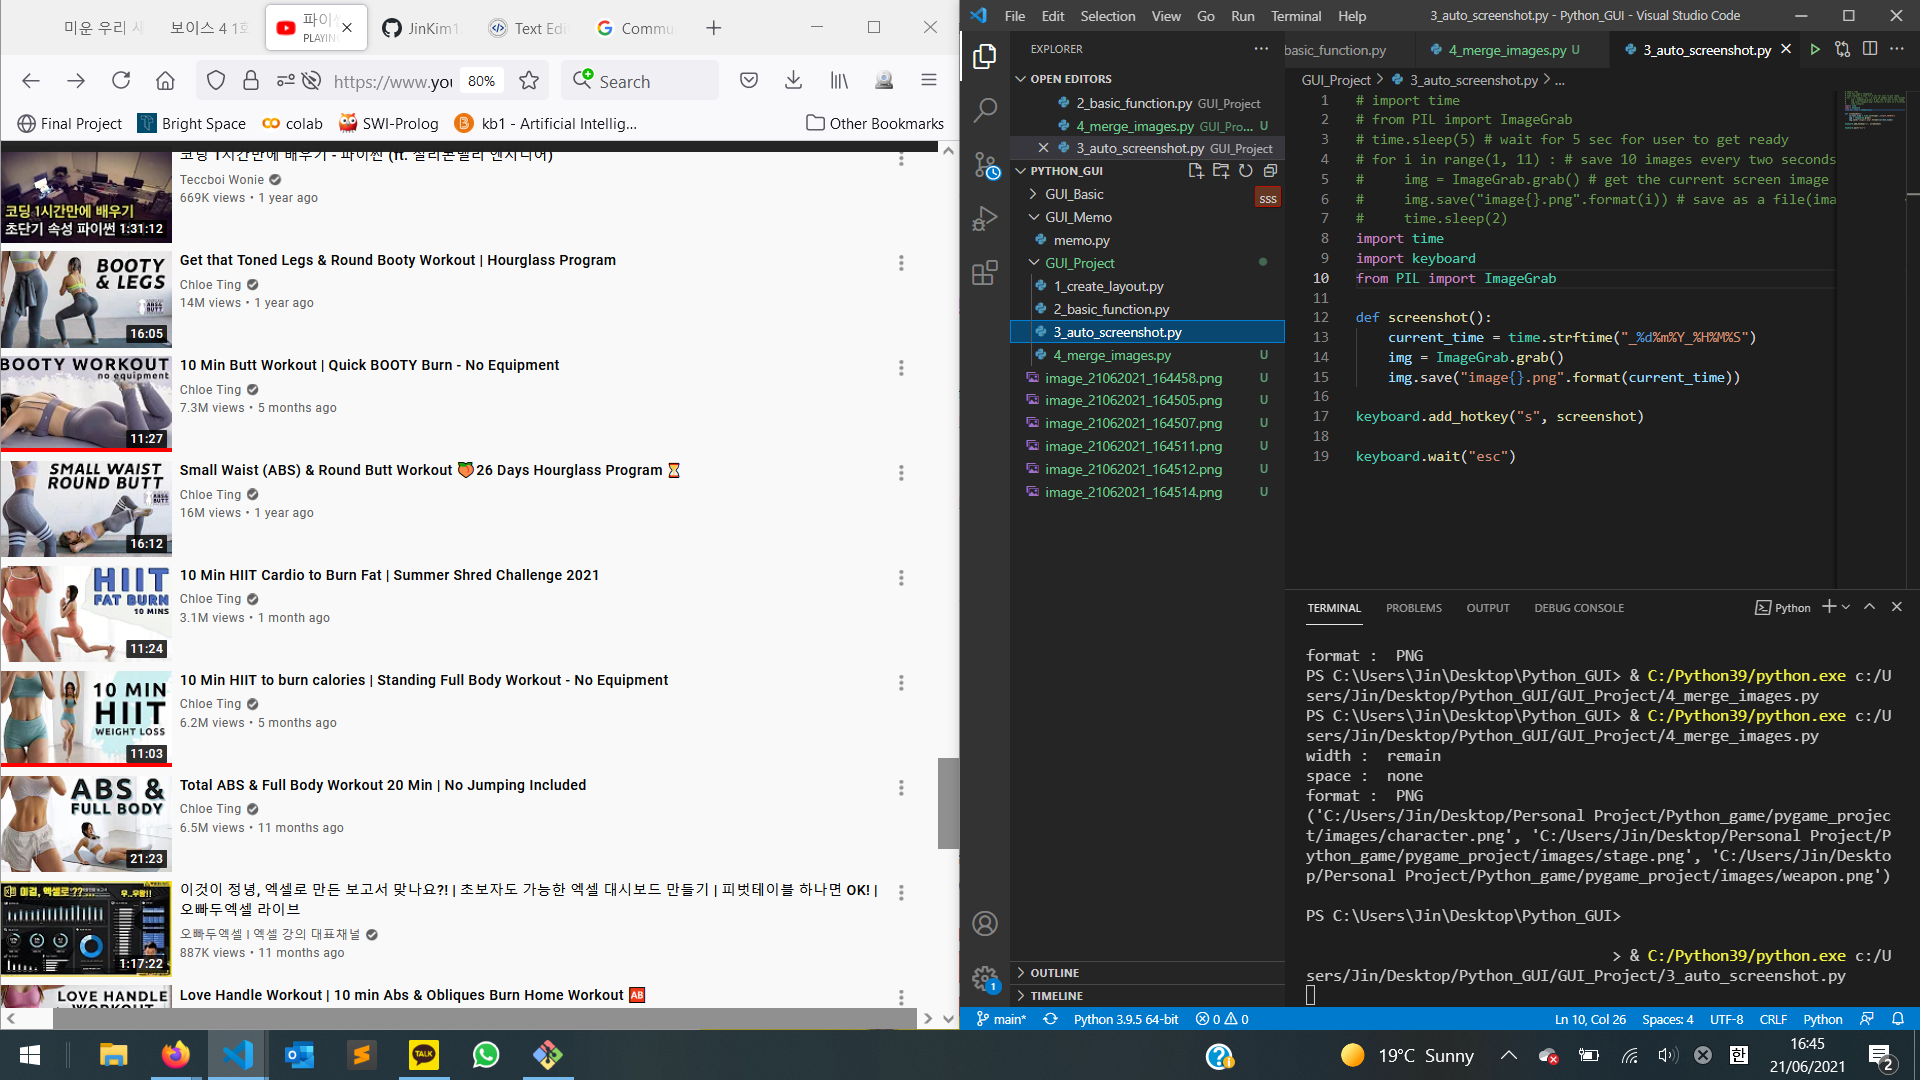 미운 우리 사
보이스 4 1회
파이썬
PLAYING
JinKim1
Text Edi
Commu
https://www.you
80%
Search
Final Project
Bright Space
colab
SWI-Prolog
kb1 - Artificial Intellig...
Other Bookmarks
코딩 1시간만에 배우기 - 파이썬 (ft. 실리콘밸리 엔지니어)
Teccboi Wonie
669K views • 1 year ago
코딩 1시간만에 배우기
초단기 속성 파이썬
1:31:12
BOOTY & LEGS
16:05
Get that Toned Legs & Round Booty Workout | Hourglass Program
Chloe Ting
14M views • 1 year ago
BOOTY WORKOUT
no equipment
11:27
10 Min Butt Workout | Quick BOOTY Burn - No Equipment
Chloe Ting
7.3M views • 5 months ago
SMALL WAIST
ROUND BUTT
16:12
Small Waist (ABS) & Round Butt Workout 🍑26 Days Hourglass Program ⏳
Chloe Ting
16M views • 1 year ago
HIIT
FAT BURN
10 MINS
11:24
10 Min HIIT Cardio to Burn Fat | Summer Shred Challenge 2021
Chloe Ting
3.1M views • 1 month ago
10 MIN
HIIT
WEIGHT LOSS
11:03
10 Min HIIT to burn calories | Standing Full Body Workout - No Equipment
Chloe Ting
6.2M views • 5 months ago
ABS &
FULL BODY
21:23
Total ABS & Full Body Workout 20 Min | No Jumping Included
Chloe Ting
6.5M views • 11 months ago
1:17:22
이것이 정녕, 엑셀로 만든 보고서 맞나요?! | 초보자도 가능한 엑셀 대시보드 만들기 | 피벗테이블 하나면 OK! |
오빠두엑셀 라이브
오빠두엑셀 l 엑셀 강의 대표채널
887K views • 11 months ago
LOVE HANDLE
Love Handle Workout | 10 min Abs & Obliques Burn Home Workout 🆎
File Edit Selection View Go Run Terminal Help
3_auto_screenshot.py - Python_GUI - Visual Studio Code
EXPLORER
OPEN EDITORS
2_basic_function.py GUI_Project
4_merge_images.py GUI_Pro... U
3_auto_screenshot.py GUI_Project
PYTHON_GUI
GUI_Basic
sss
GUI_Memo
memo.py
GUI_Project
1_create_layout.py
2_basic_function.py
3_auto_screenshot.py
4_merge_images.py U
image_21062021_164458.png U
image_21062021_164505.png U
image_21062021_164507.png U
image_21062021_164511.png U
image_21062021_164512.png U
image_21062021_164514.png U
OUTLINE
TIMELINE
basic_function.py
4_merge_images.py U
3_auto_screenshot.py
GUI_Project > 3_auto_screenshot.py > ...
1 # import time
2 # from PIL import ImageGrab
3 # time.sleep(5) # wait for 5 sec for user to get ready
4 # for i in range(1, 11) : # save 10 images every two seconds
5 #     img = ImageGrab.grab() # get the current screen image
6 #     img.save("image{}.png".format(i)) # save as a file(ima
7 #     time.sleep(2)
8 import time
9 import keyboard
10 from PIL import ImageGrab
11
12 def screenshot():
13     current_time = time.strftime("_%d%m%Y_%H%M%S")
14     img = ImageGrab.grab()
15     img.save("image{}.png".format(current_time))
16
17 keyboard.add_hotkey("s", screenshot)
18
19 keyboard.wait("esc")
TERMINAL PROBLEMS OUTPUT DEBUG CONSOLE
Python
format :  PNG
PS C:\Users\Jin\Desktop\Python_GUI> & C:/Python39/python.exe c:/U
sers/Jin/Desktop/Python_GUI/GUI_Project/4_merge_images.py
PS C:\Users\Jin\Desktop\Python_GUI> & C:/Python39/python.exe c:/U
sers/Jin/Desktop/Python_GUI/GUI_Project/4_merge_images.py
width :  remain
space :  none
format :  PNG
('C:/Users/Jin/Desktop/Personal Project/Python_game/pygame_projec
t/images/character.png', 'C:/Users/Jin/Desktop/Personal Project/P
ython_game/pygame_project/images/stage.png', 'C:/Users/Jin/Deskto
p/Personal Project/Python_game/pygame_project/images/weapon.png')
PS C:\Users\Jin\Desktop\Python_GUI>
> & C:/Python39/python.exe c:/U
sers/Jin/Desktop/Python_GUI/GUI_Project/3_auto_screenshot.py
main* Python 3.9.5 64-bit 0 0
Ln 10, Col 26 Spaces: 4 UTF-8 CRLF Python
1
TALK
19°C Sunny
한
16:45
21/06/2021
2